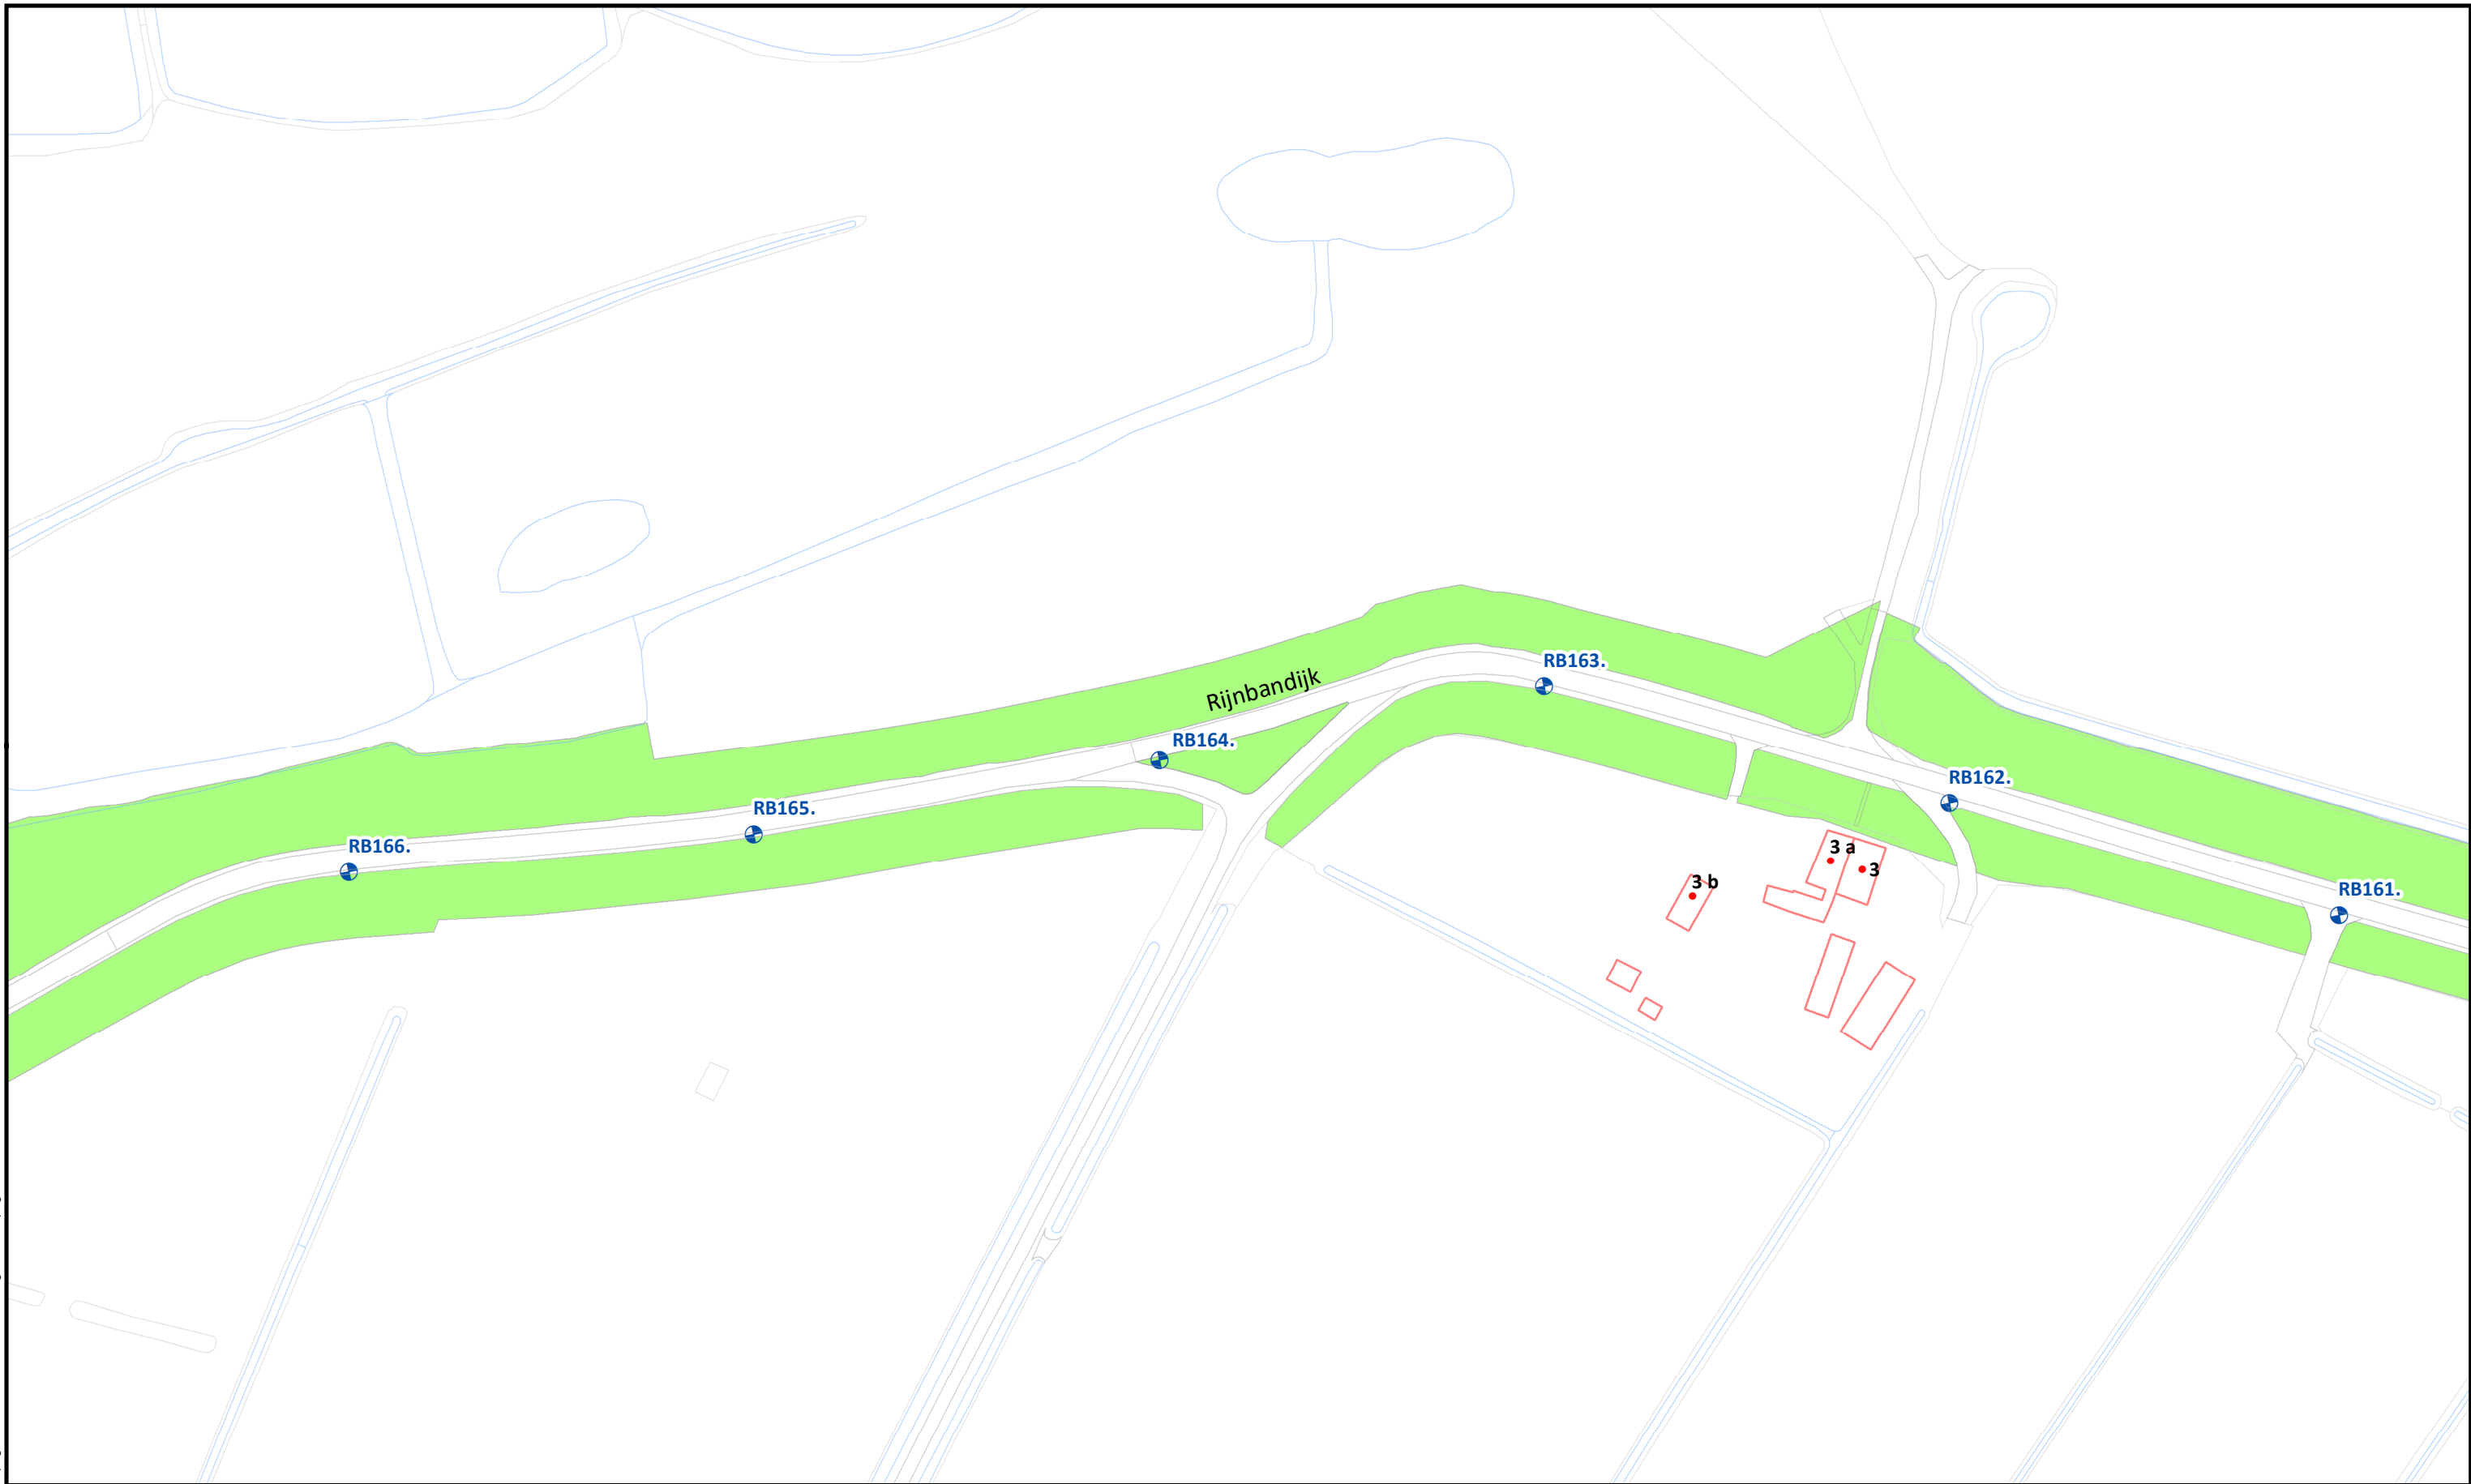 Rijnbandijk
RB163.
RB164.
RB162.
RB165.
RB166.
3 a
3
3 b
RB161.